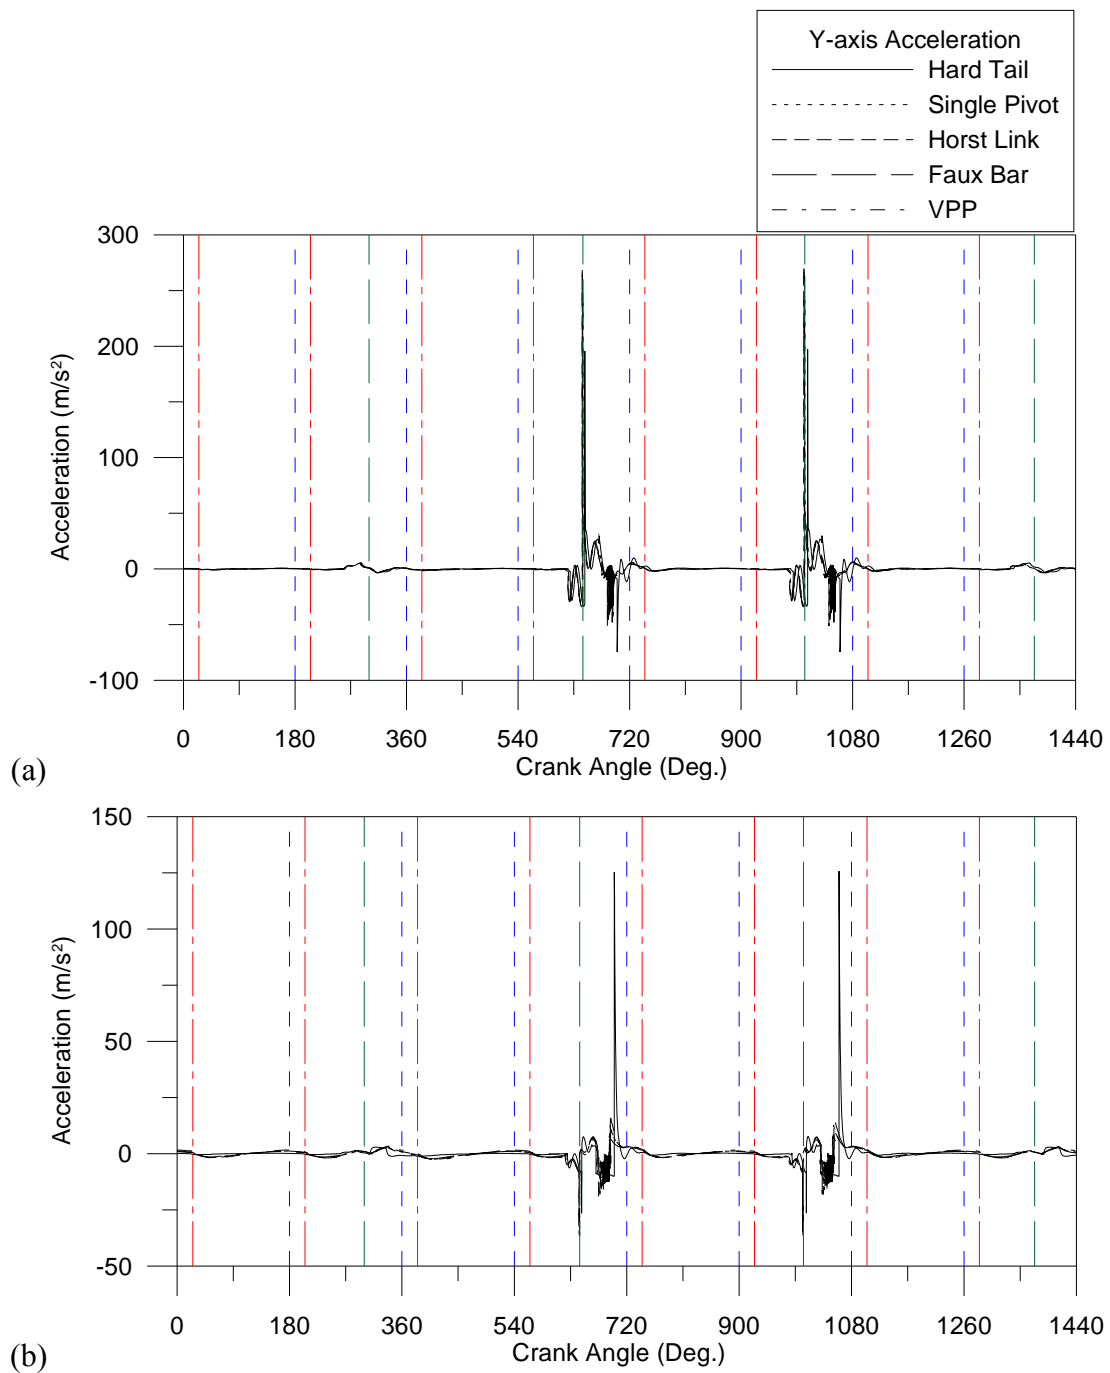 Y-axis Acceleration
Hard Tail
Single Pivot
Horst Link
Faux Bar
VPP
300
200
100
0
-100
Acceleration (m/s²)
0 180 360 540 720 900 1080 1260 1440
Crank Angle (Deg.)
(a)
150
100
50
0
-50
Acceleration (m/s²)
0 180 360 540 720 900 1080 1260 1440
Crank Angle (Deg.)
(b)